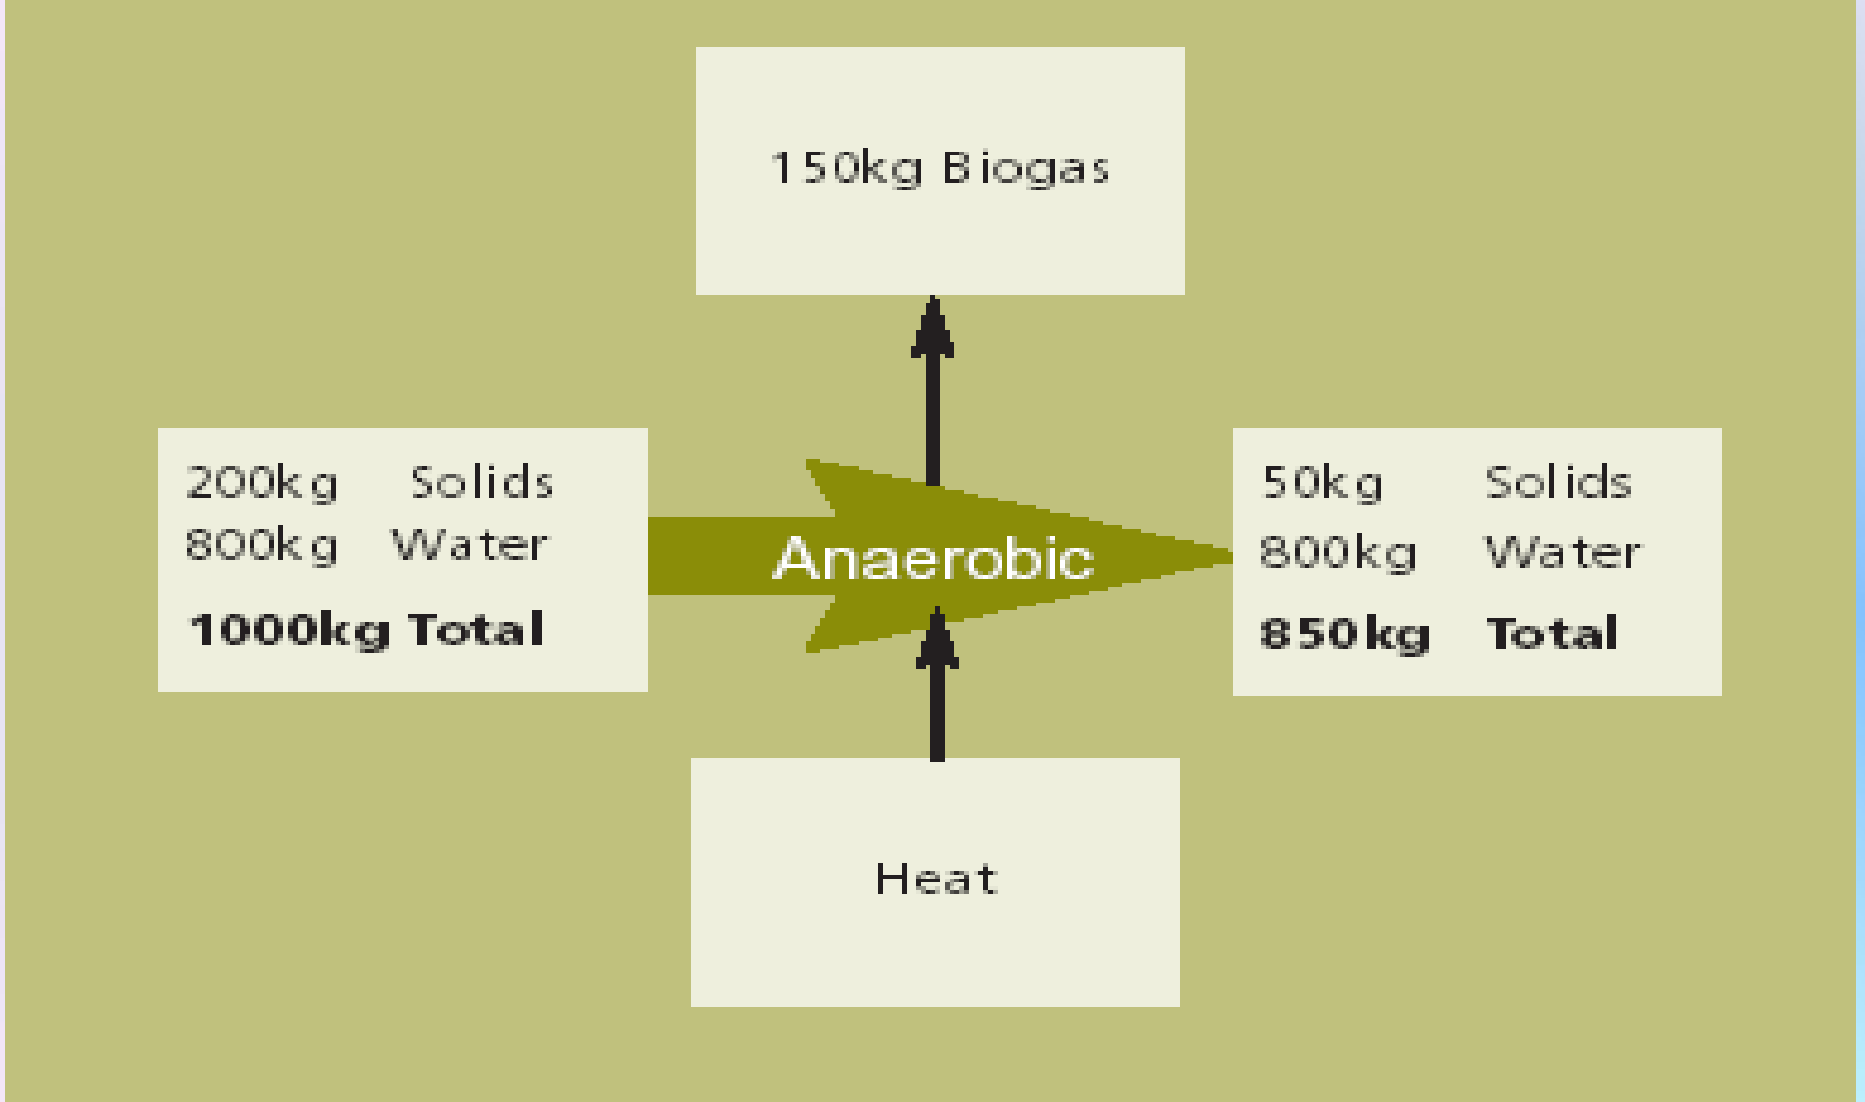 150kg Biogas
200kg Solids
800kg Water
1000kg Total
Anaerobic
50kg Solids
800kg Water
850kg Total
Heat